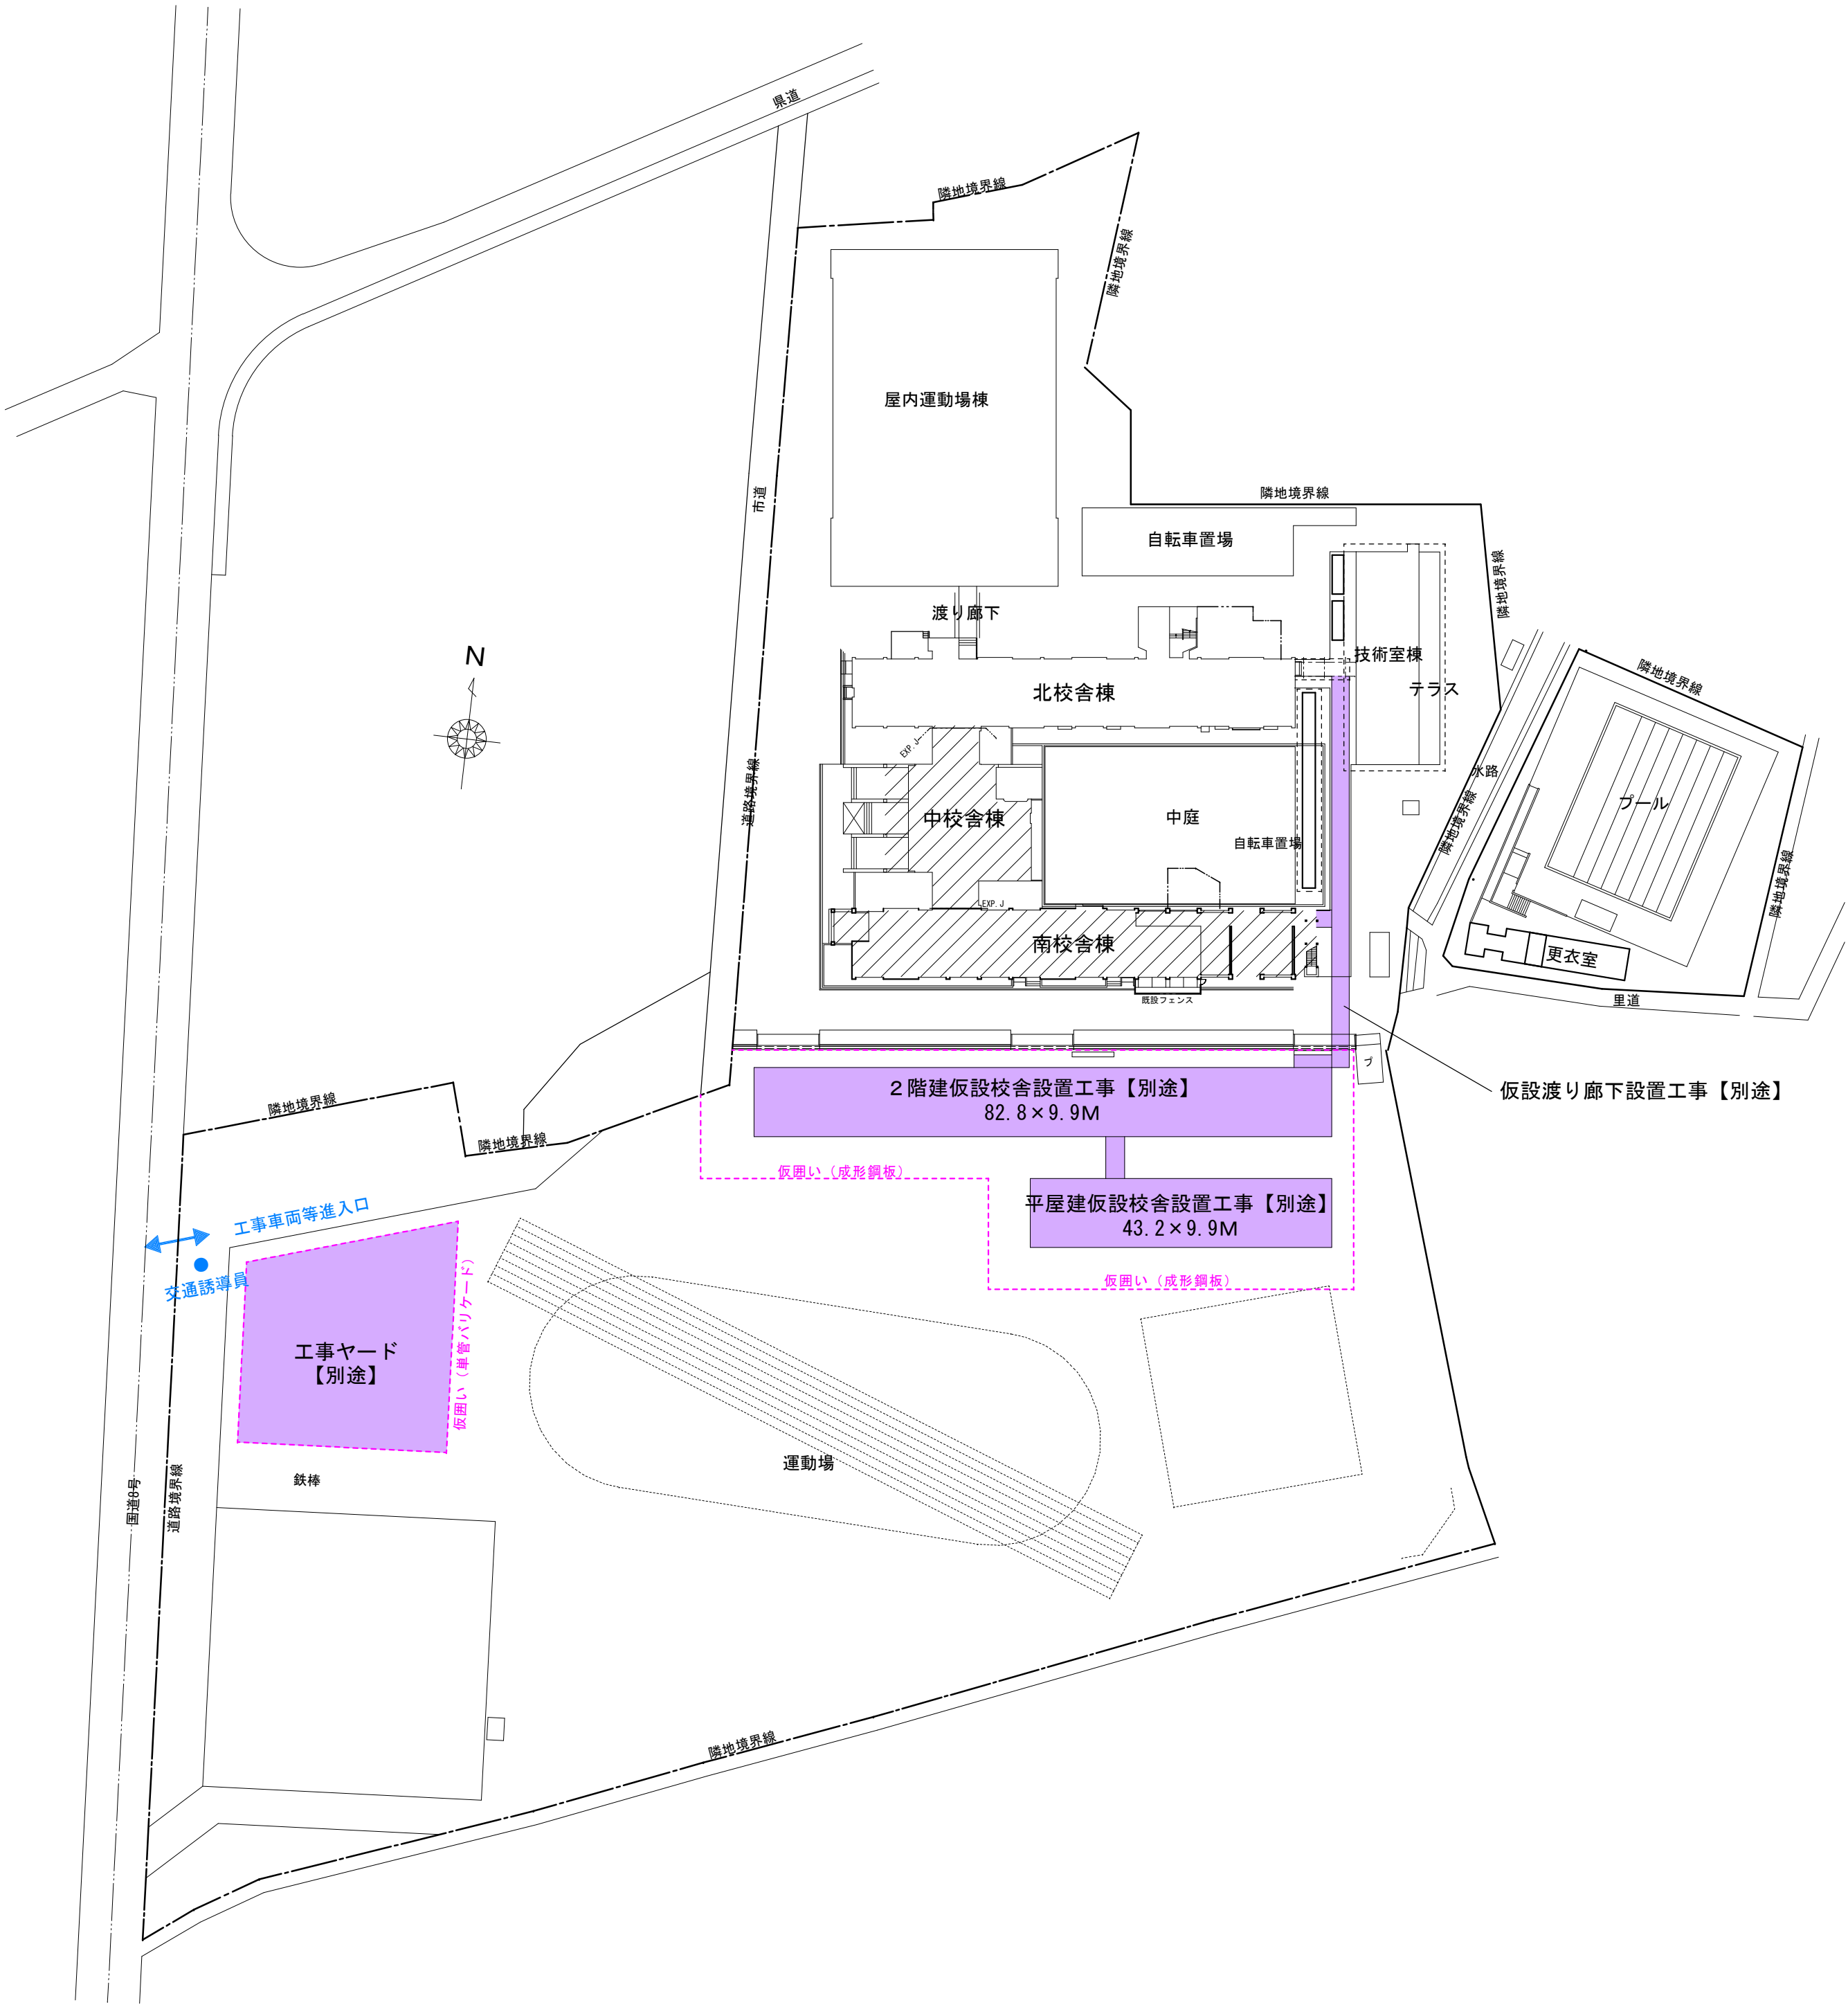 県道
隣地境界線
隣地境界線
屋内運動場棟
市道
隣地境界線
自転車置場
隣地境界線
渡り廊下
N
技術室棟
テラス
北校舎棟
隣地境界線
EXP.J
水路
プール
道路境界線
中校舎棟
中庭
自転車置場
隣地境界線
隣地境界線
EXP.J
南校舎棟
更衣室
既設フェンス
里道
プ
2階建仮設校舎設置工事【別途】
82.8×9.9M
仮設渡り廊下設置工事【別途】
隣地境界線
隣地境界線
仮囲い（成形鋼板）
平屋建仮設校舎設置工事【別途】
43.2×9.9M
工事車両等進入口
交通誘導員
仮囲い（成形鋼板）
仮囲い（単管バリケード）
工事ヤード
【別途】
運動場
鉄棒
国道8号
道路境界線
隣地境界線